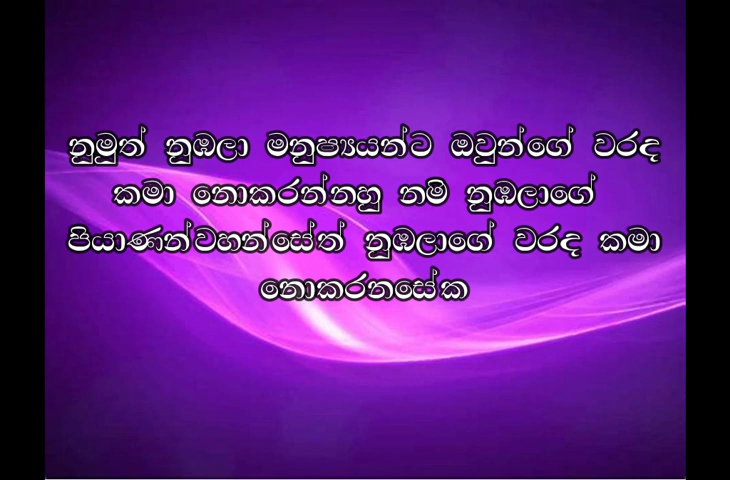 නුමුත් නුඹලා මනුෂ්‍යයන්ට ඔවුන්ගේ වරද
කමා නොකරන්නහු නම් නුඹලාගේ
පියාණන්වහන්සේත් නුඹලාගේ වරද කමා
නොකරනසේක